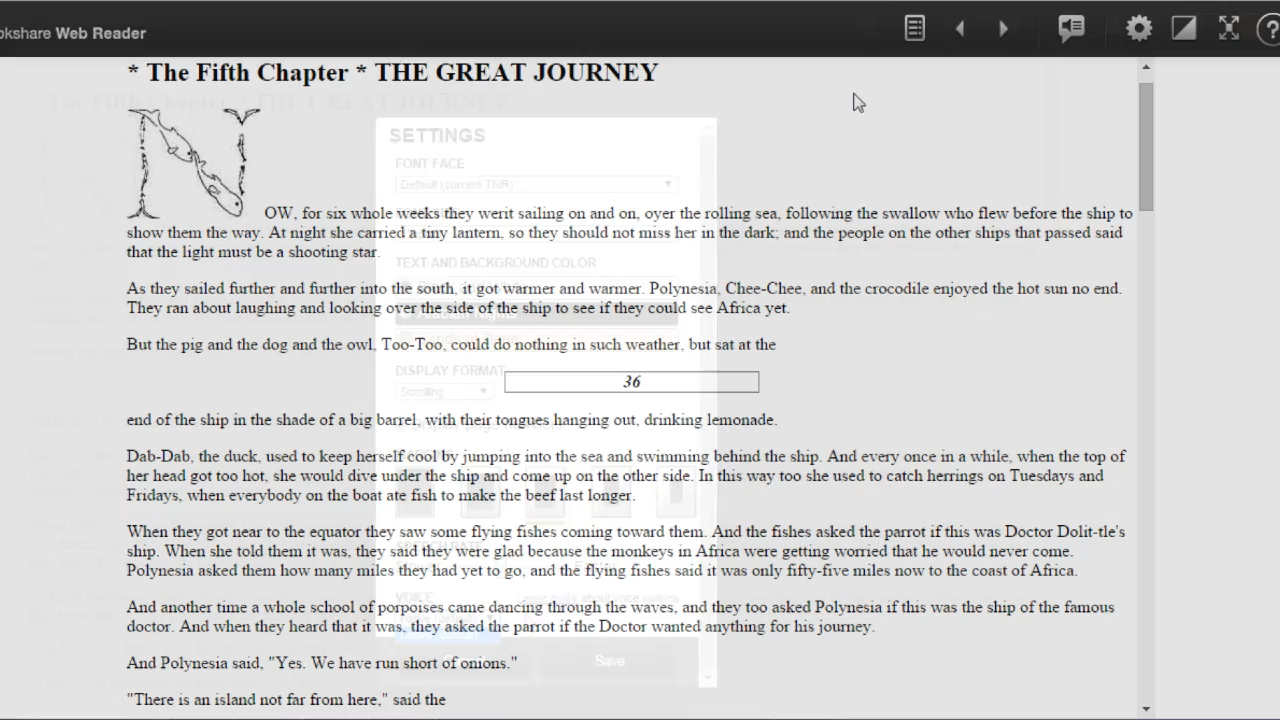 okshare Web Reader
* The Fifth Chapter * THE GREAT JOURNEY
SETTINGS
FONT FACE
Default (current TNR)
OW, for six whole weeks they werit sailing on and on, oyer the rolling sea, following the swallow who flew before the ship to
show them the way. At night she carried a tiny lantern, so they should not miss her in the dark; and the people on the other ships that passed said
that the light must be a shooting star.
TEXT AND BACKGROUND COLOR
As they sailed further and further into the south, it got warmer and warmer. Polynesia, Chee-Chee, and the crocodile enjoyed the hot sun no end.
They ran about laughing and looking over the side of the ship to see if they could see Africa yet.
But the pig and the dog and the owl, Too-Too, could do nothing in such weather, but sat at the
DISPLAY FORMAT
36
Scrolling
end of the ship in the shade of a big barrel, with their tongues hanging out, drinking lemonade.
Dab-Dab, the duck, used to keep herself cool by jumping into the sea and swimming behind the ship. And every once in a while, when the top of
her head got too hot, she would dive under the ship and come up on the other side. In this way too she used to catch herrings on Tuesdays and
Fridays, when everybody on the boat ate fish to make the beef last longer.
When they got near to the equator they saw some flying fishes coming toward them. And the fishes asked the parrot if this was Doctor Dolit-tle's
ship. When she told them it was, they said they were glad because the monkeys in Africa were getting worried that he would never come.
SPEECH RATE
Polynesia asked them how many miles they had yet to go, and the flying fishes said it was only fifty-five miles now to the coast of Africa.
VOICE
And another time a whole school of porpoises came dancing through the waves, and they too asked Polynesia if this was the ship of the famous
doctor. And when they heard that it was, they asked the parrot if the Doctor wanted anything for his journey.
And Polynesia said, "Yes. We have run short of onions."
Save
"There is an island not far from here," said the